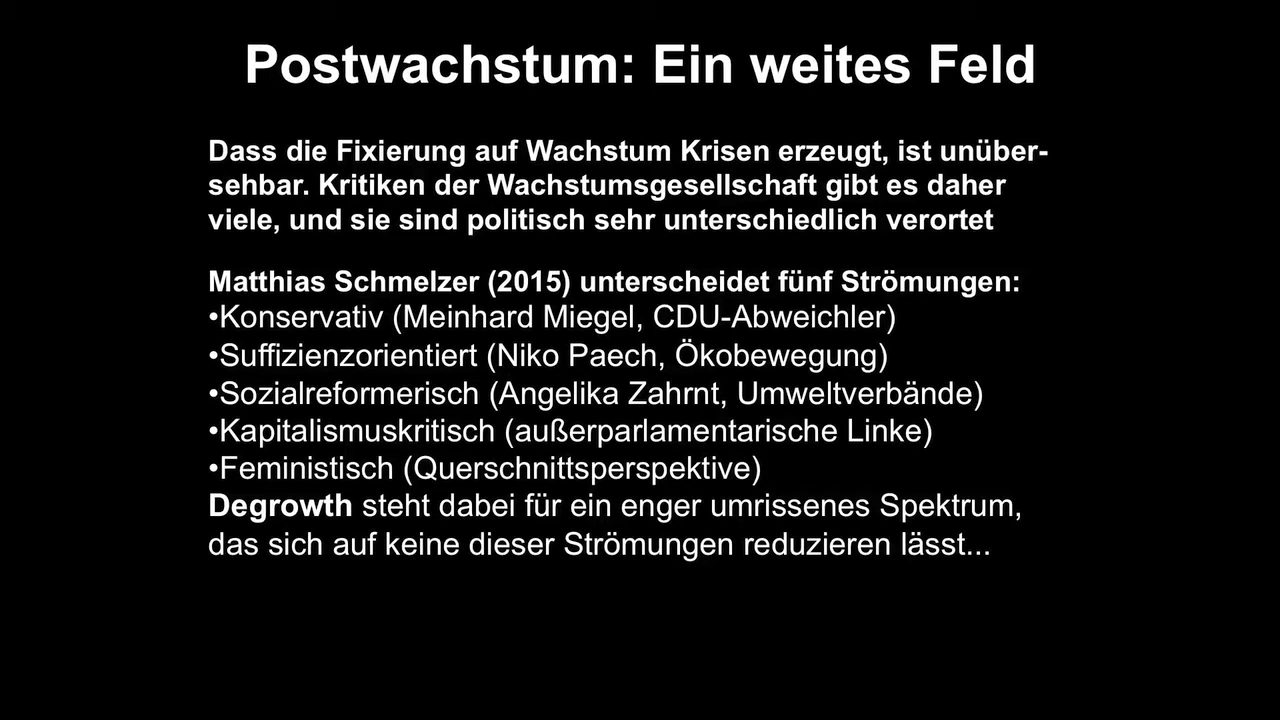 Postwachstum: Ein weites Feld
Dass die Fixierung auf Wachstum Krisen erzeugt, ist unüber-
sehbar. Kritiken der Wachstumsgesellschaft gibt es daher
viele, und sie sind politisch sehr unterschiedlich verortet
Matthias Schmelzer (2015) unterscheidet fünf Strömungen:
•Konservativ (Meinhard Miegel, CDU-Abweichler)
•Suffizienzorientiert (Niko Paech, Ökobewegung)
•Sozialreformerisch (Angelika Zahrnt, Umweltverbände)
•Kapitalismuskritisch (außerparlamentarische Linke)
•Feministisch (Querschnittsperspektive)
Degrowth steht dabei für ein enger umrissenes Spektrum,
das sich auf keine dieser Strömungen reduzieren lässt...